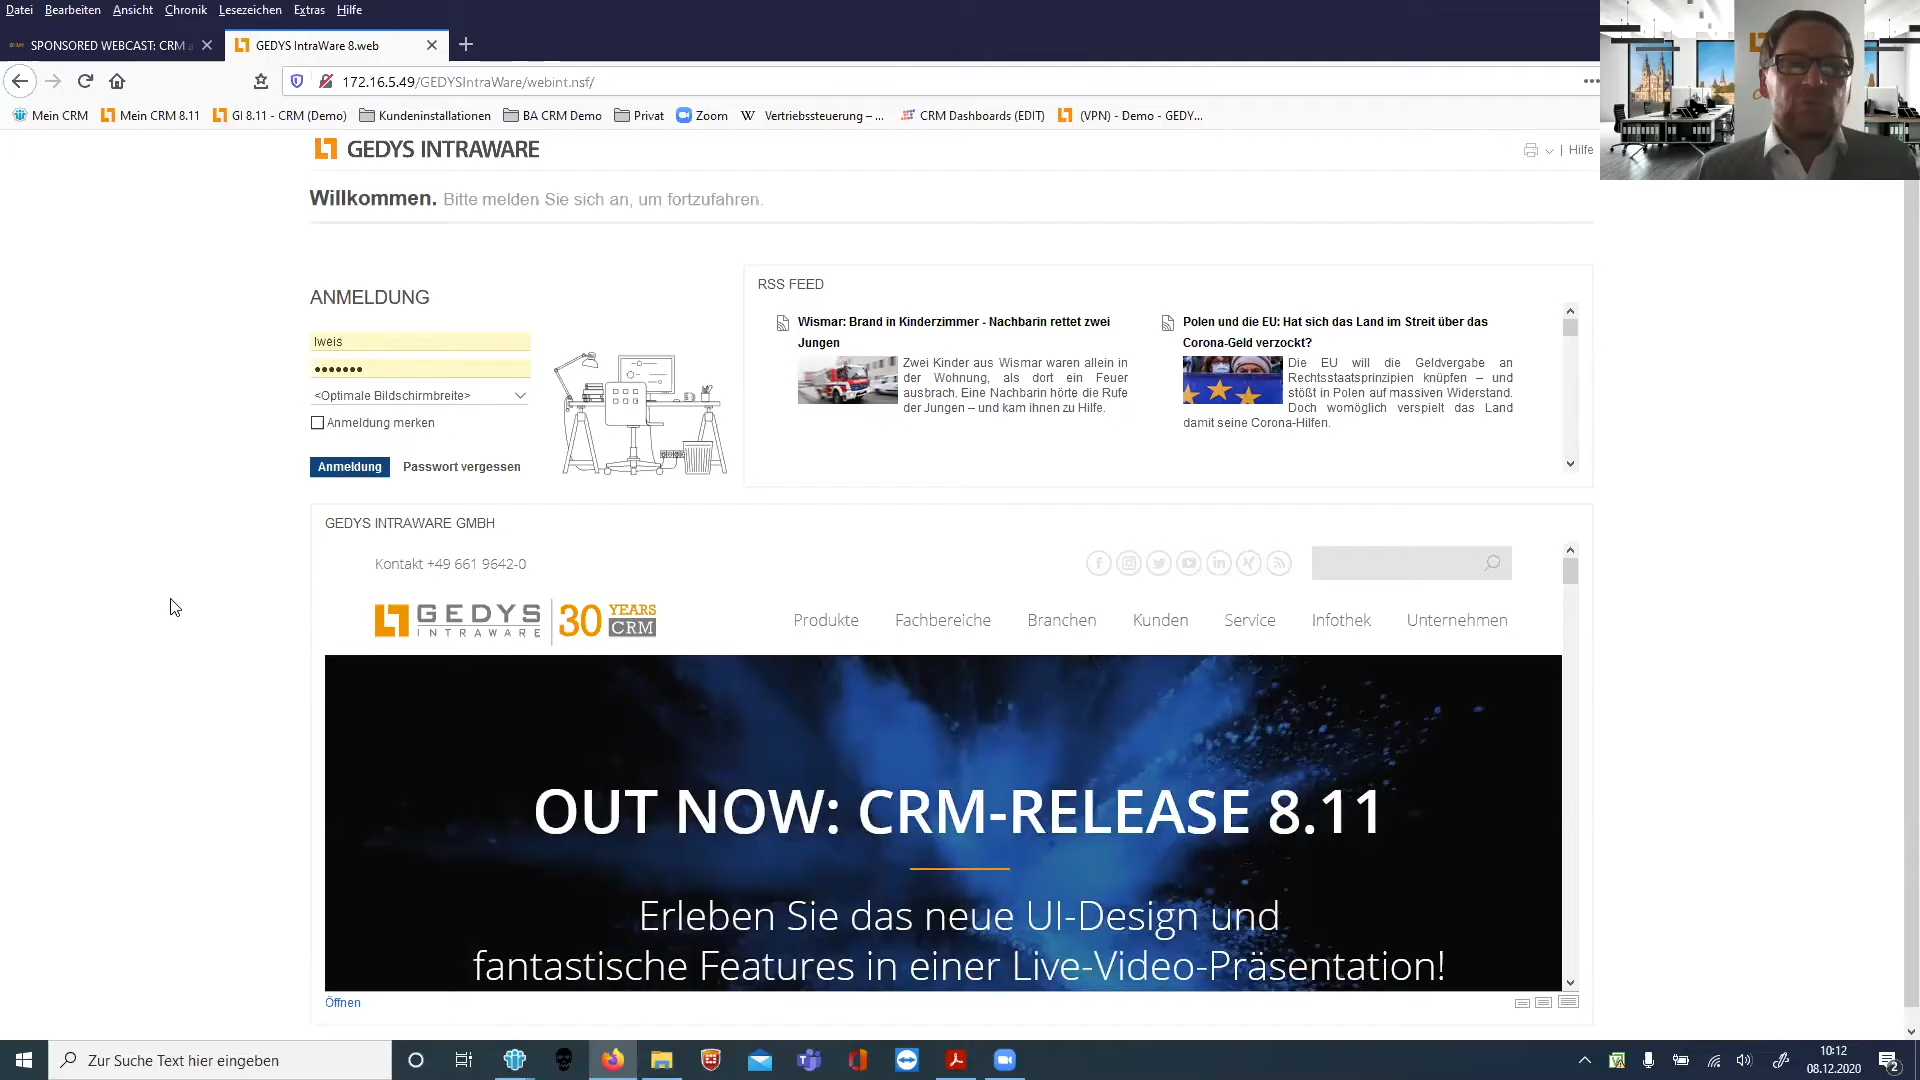 Datei Bearbeiten Ansicht Chronik Lesezeichen Extras Hilfe
SPONSORED WEBCAST: CRM
GEDYS IntraWare 8.web
172.16.5.49/GEDYSIntraWare/webint.nsf/
Mein CRM Mein CRM 8.11 GI 8.11 - CRM (Demo) Kundeninstallationen BA CRM Demo Privat Zoom W Vertriebssteuerung – ... CRM Dashboards (EDIT) (VPN) - Demo - GEDY...
GEDYS INTRAWARE
| Hilfe
Willkommen. Bitte melden Sie sich an, um fortzufahren.
ANMELDUNG
lweis
•••••••
<Optimale Bildschirmbreite>
Anmeldung merken
Anmeldung Passwort vergessen
RSS FEED
Wismar: Brand in Kinderzimmer - Nachbarin rettet zwei
Jungen
Zwei Kinder aus Wismar waren allein in
der Wohnung, als dort ein Feuer
ausbrach. Eine Nachbarin hörte die Rufe
der Jungen – und kam ihnen zu Hilfe.
Polen und die EU: Hat sich das Land im Streit über das
Corona-Geld verzockt?
Die EU will die Geldvergabe an
Rechtsstaatsprinzipien knüpfen – und
stößt in Polen auf massiven Widerstand.
Doch womöglich verspielt das Land
damit seine Corona-Hilfen.
GEDYS INTRAWARE GMBH
Kontakt +49 661 9642-0
GEDYS INTRAWARE 30 YEARS CRM
Produkte Fachbereiche Branchen Kunden Service Infothek Unternehmen
OUT NOW: CRM-RELEASE 8.11
Erleben Sie das neue UI-Design und
fantastische Features in einer Live-Video-Präsentation!
Öffnen
Zur Suche Text hier eingeben
10:12
08.12.2020
2